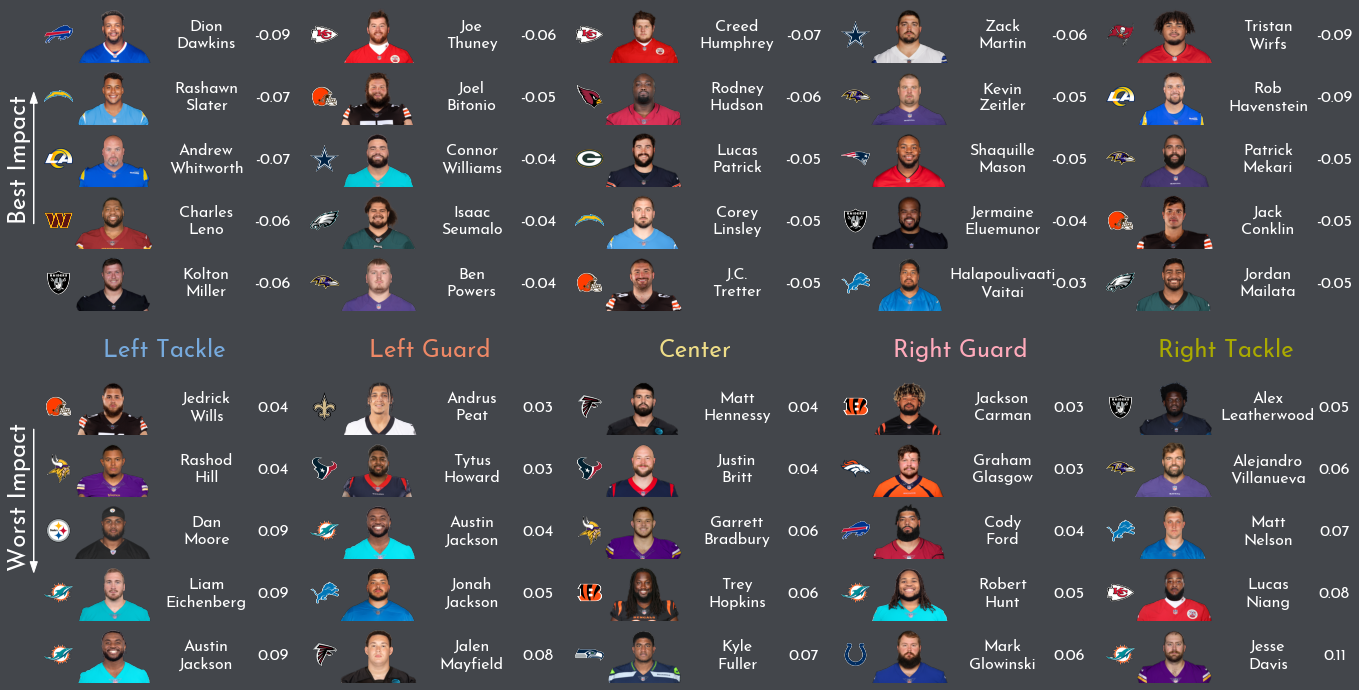 Best Impact
Dion
Dawkins
-0.09
Joe
Thuney
-0.06
Creed
Humphrey
-0.07
Zack
Martin
-0.06
Tristan
Wirfs
-0.09
Rashawn
Slater
-0.07
Joel
Bitonio
-0.05
Rodney
Hudson
-0.06
Kevin
Zeitler
-0.05
Rob
Havenstein
-0.09
Andrew
Whitworth
-0.07
Connor
Williams
-0.04
Lucas
Patrick
-0.05
Shaquille
Mason
-0.05
Patrick
Mekari
-0.05
Charles
Leno
-0.06
Isaac
Seumalo
-0.04
Corey
Linsley
-0.05
Jermaine
Eluemunor
-0.04
Jack
Conklin
-0.05
Kolton
Miller
-0.06
Ben
Powers
-0.04
J.C.
Tretter
-0.05
Halapoulivaati
Vaitai
-0.03
Jordan
Mailata
-0.05
Left Tackle
Left Guard
Center
Right Guard
Right Tackle
Worst Impact
Jedrick
Wills
0.04
Andrus
Peat
0.03
Matt
Hennessy
0.04
Jackson
Carman
0.03
Alex
Leatherwood
0.05
Rashod
Hill
0.04
Tytus
Howard
0.03
Justin
Britt
0.04
Graham
Glasgow
0.03
Alejandro
Villanueva
0.06
Dan
Moore
0.09
Austin
Jackson
0.04
Garrett
Bradbury
0.06
Cody
Ford
0.04
Matt
Nelson
0.07
Liam
Eichenberg
0.09
Jonah
Jackson
0.05
Trey
Hopkins
0.06
Robert
Hunt
0.05
Lucas
Niang
0.08
Austin
Jackson
0.09
Jalen
Mayfield
0.08
Kyle
Fuller
0.07
Mark
Glowinski
0.06
Jesse
Davis
0.11